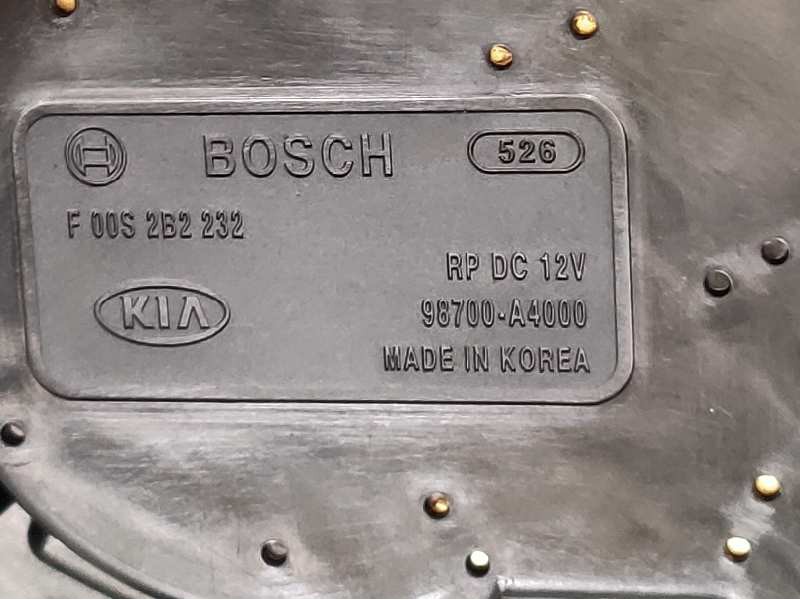 BOSCH 526
F 00S 2B2 232
RP DC 12V
KIA 98700-A4000
MADE IN KOREA